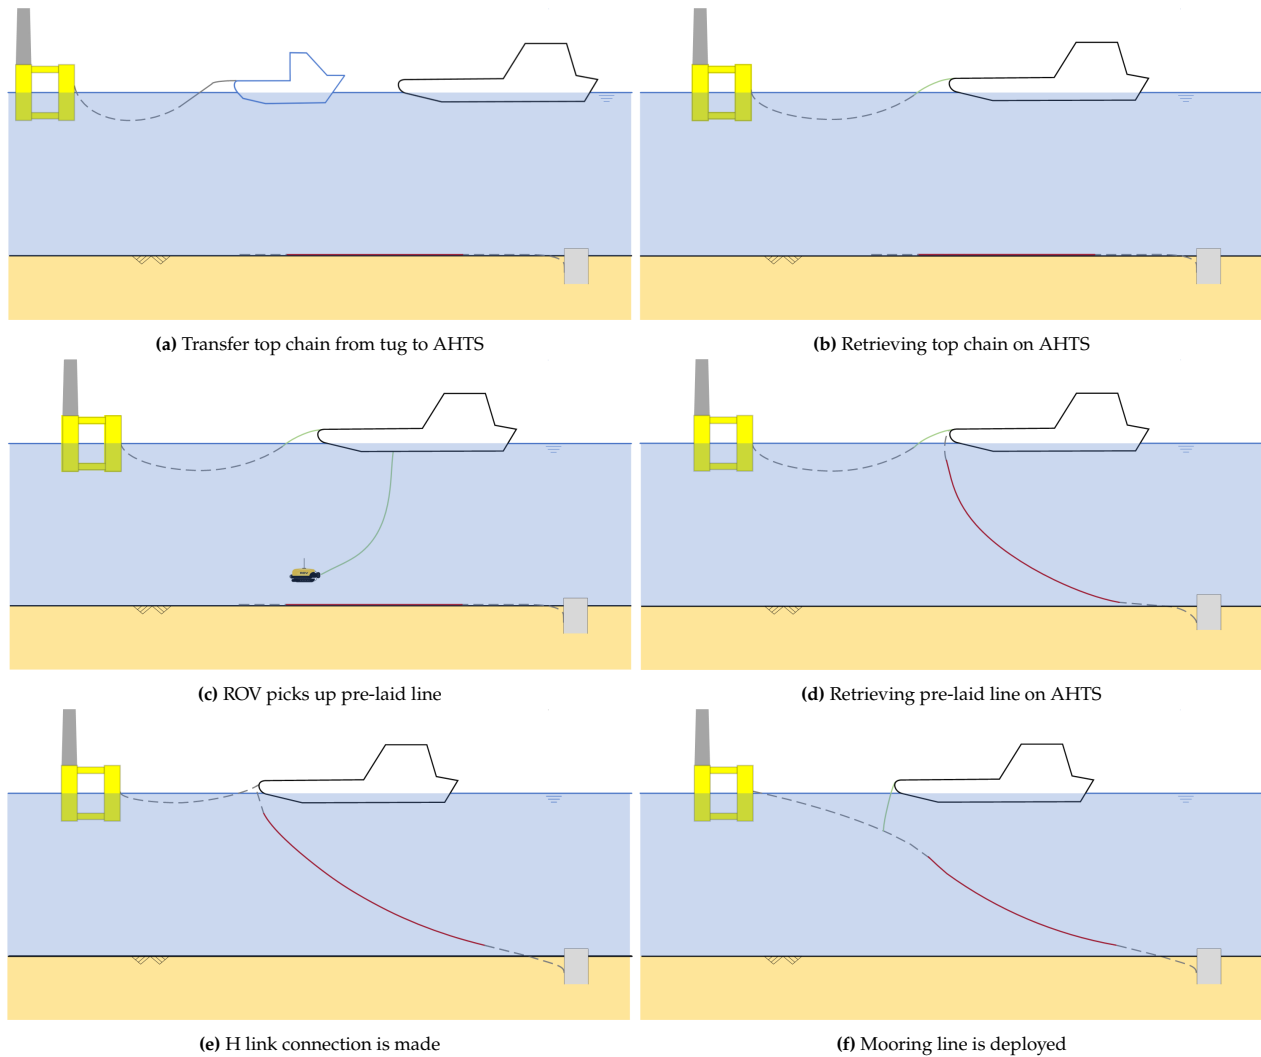 (a) Transfer top chain from tug to AHTS
(b) Retrieving top chain on AHTS
(c) ROV picks up pre-laid line
(d) Retrieving pre-laid line on AHTS
(e) H link connection is made
(f) Mooring line is deployed